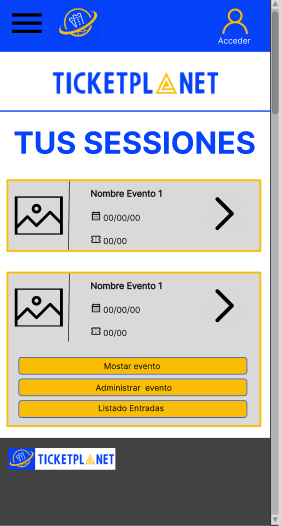 Acceder
TICKETPLANET
TUS SESSIONES
Nombre Evento 1
00/00/00
00/00
Nombre Evento 1
00/00/00
00/00
Mostar evento
Administrar evento
Listado Entradas
TICKETPLANET